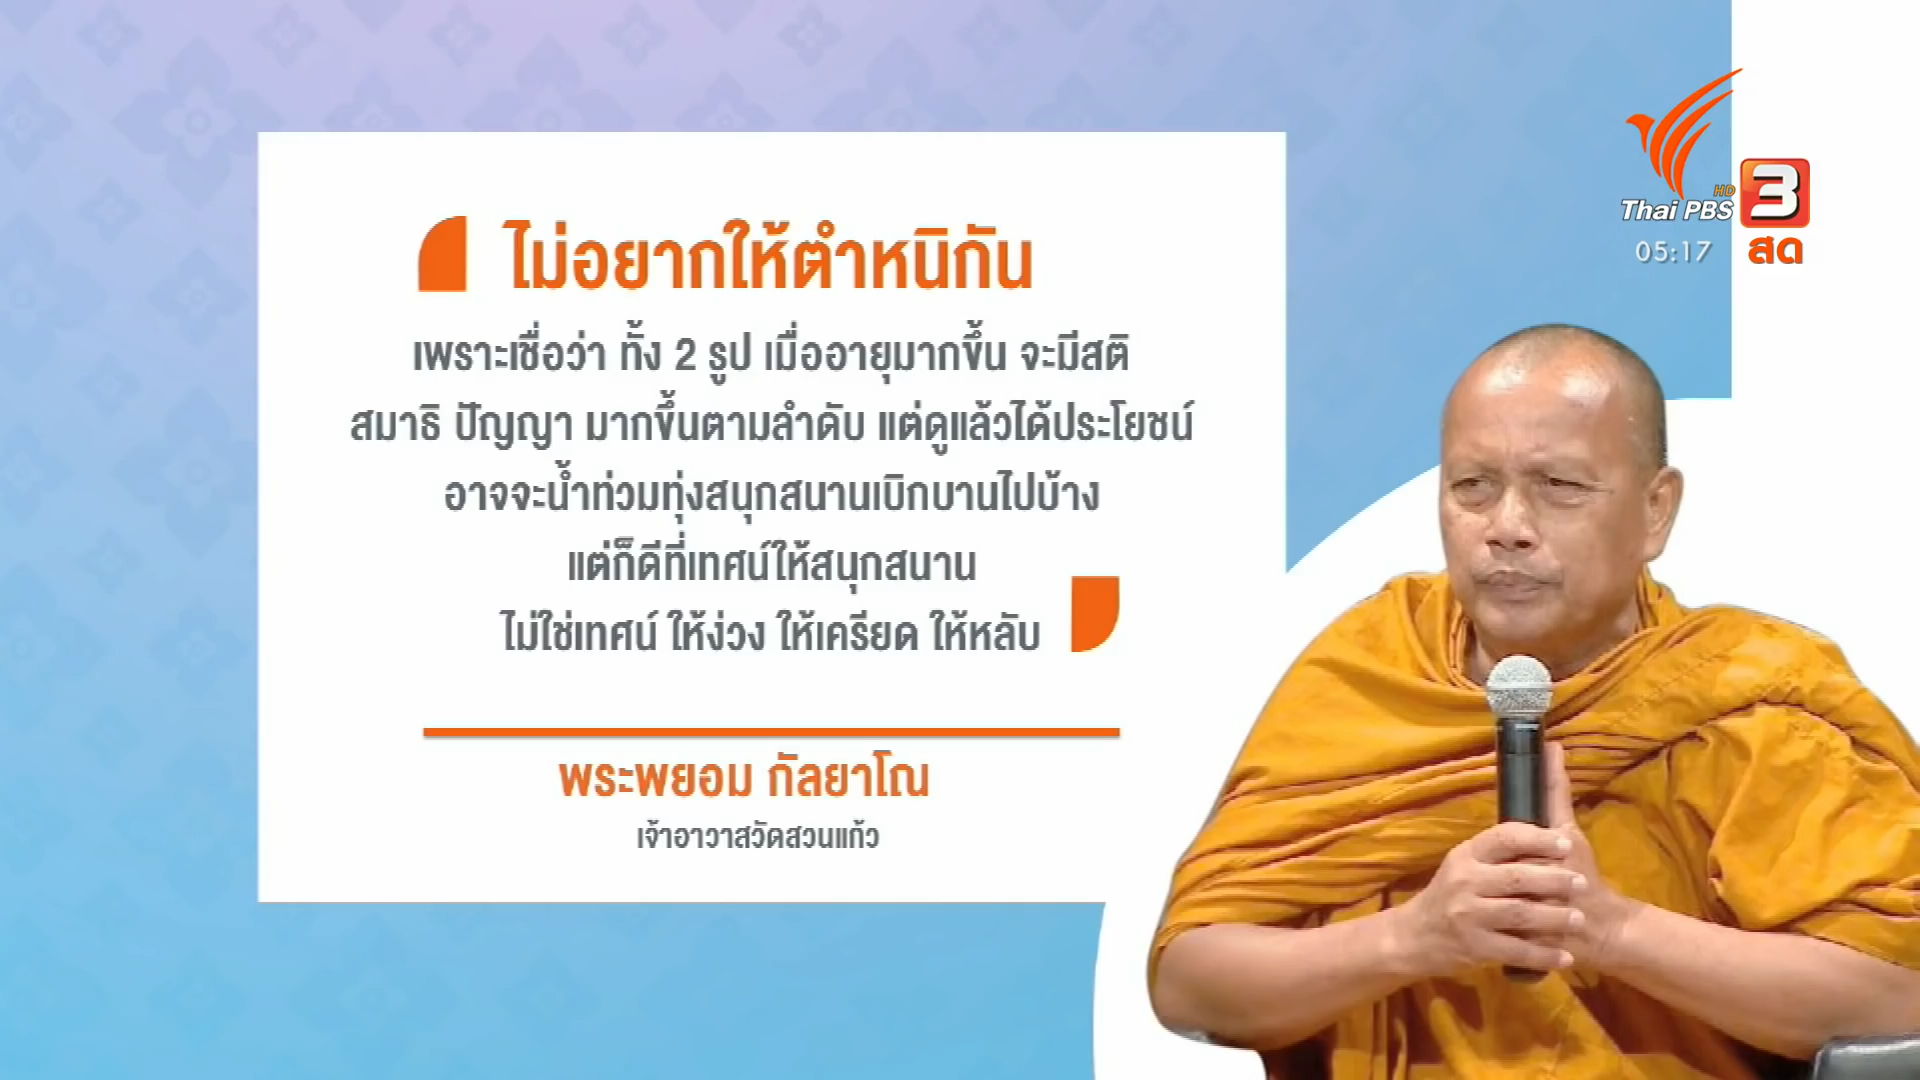 ไม่อยากให้ตำหนิกัน
เพราะเชื่อว่า ทั้ง 2 รูป เมื่ออายุมากขึ้น จะมีสติ
สมาธิ ปัญญา มากขึ้นตามลำดับ แต่ดูแล้วได้ประโยชน์
อาจจะน้ำท่วมทุ่งสนุกสนานเบิกบานไปบ้าง
แต่ก็ดีที่เทศน์ให้สนุกสนาน
ไม่ใช่เทศน์ ให้ง่วง ให้เครียด ให้หลับ
พระพยอม กัลยาโณ
เจ้าอาวาสวัดสวนแก้ว
HD
Thai PBS 3
05:17 สด